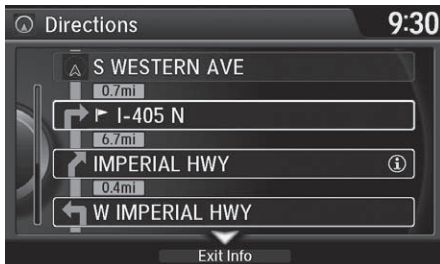 Directions 9:30
S WESTERN AVE
0.7mi
I-405 N
6.7mi
IMPERIAL HWY
0.4mi
W IMPERIAL HWY
Exit Info